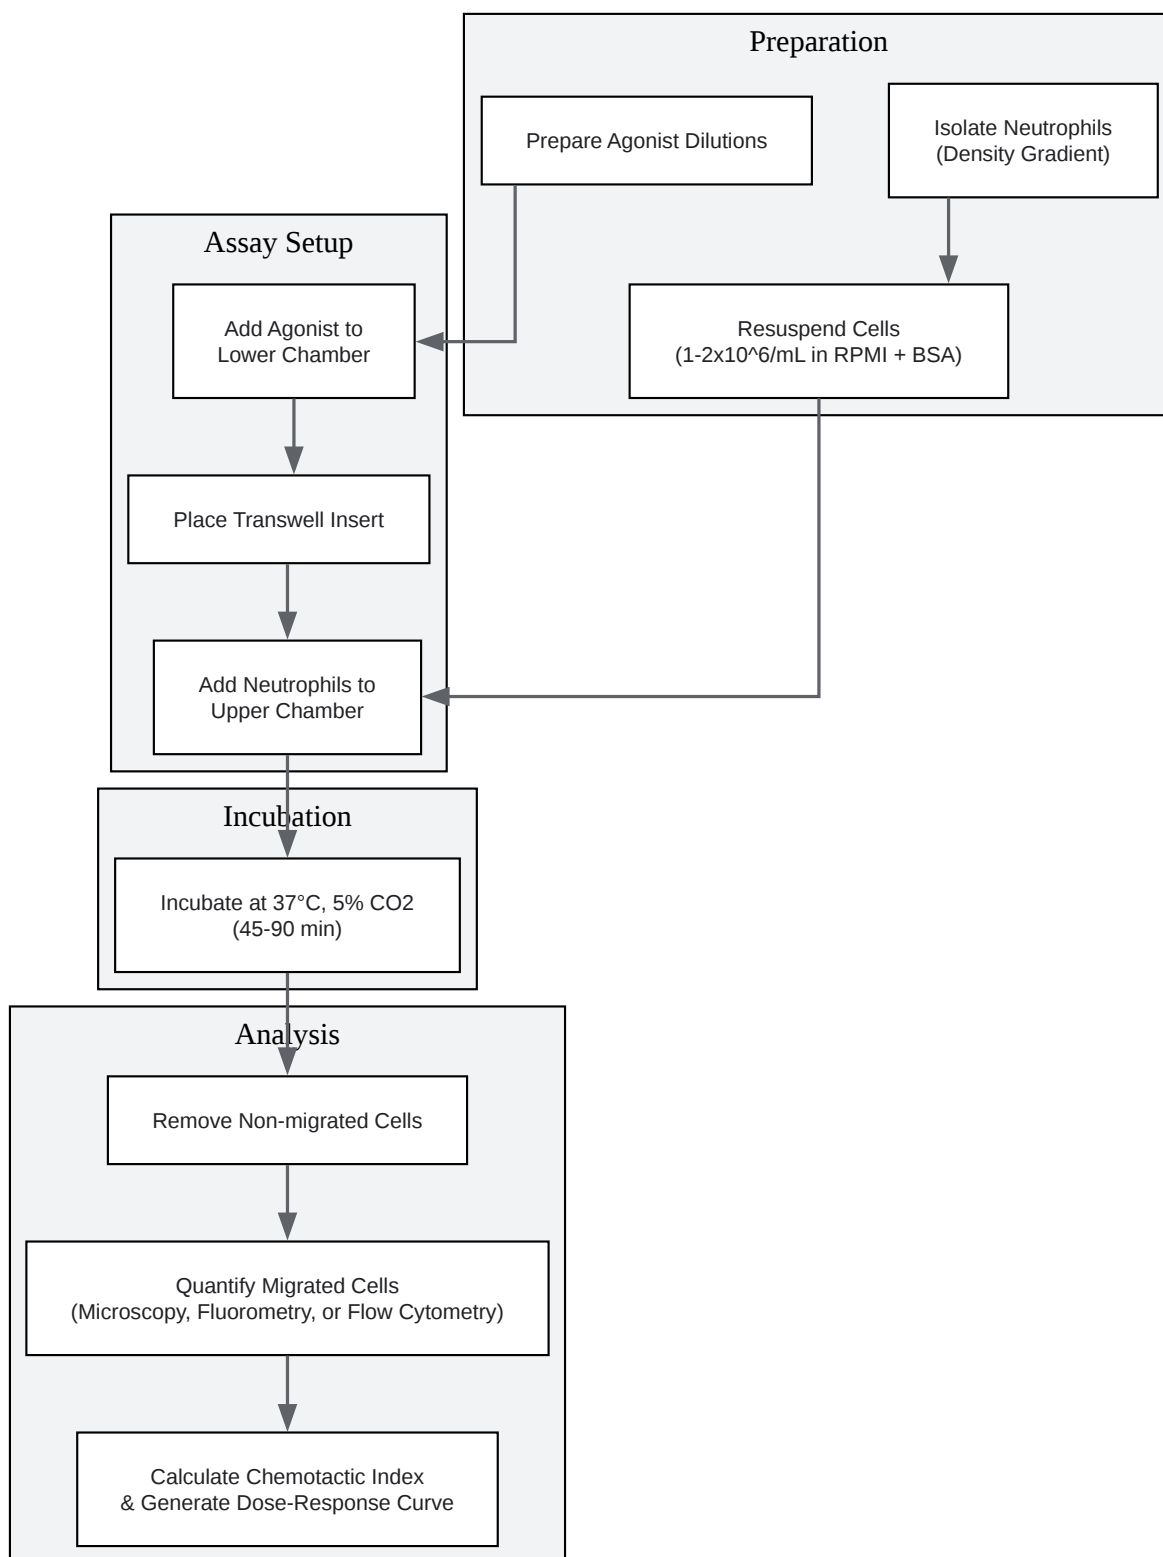 Preparation
Prepare Agonist Dilutions
Isolate Neutrophils
(Density Gradient)
Resuspend Cells
(1-2x10^6/mL in RPMI + BSA)
Assay Setup
Add Agonist to
Lower Chamber
Place Transwell Insert
Add Neutrophils to
Upper Chamber
Incubation
Incubate at 37°C, 5% CO2
(45-90 min)
Analysis
Remove Non-migrated Cells
Quantify Migrated Cells
(Microscopy, Fluorometry, or Flow Cytometry)
Calculate Chemotactic Index
& Generate Dose-Response Curve